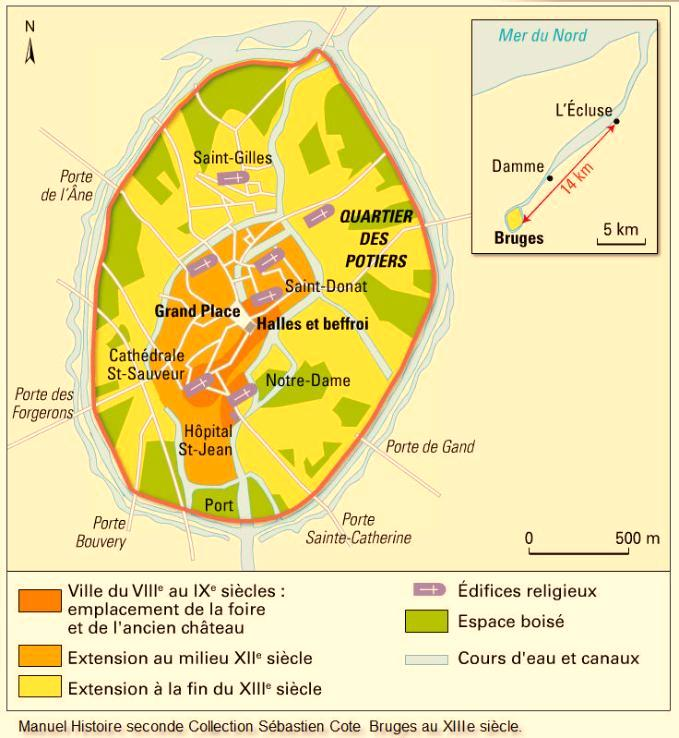 N
Mer du Nord
L'Écluse
Damme
14 km
Bruges
5 km
Porte
de l'Âne
Saint-Gilles
QUARTIER
DES
POTIERS
Saint-Donat
Grand Place
Halles et beffroi
Cathédrale
St-Sauveur
Notre-Dame
Porte des
Forgerons
Hôpital
St-Jean
Porte de Gand
Port
Porte
Bouvery
Porte
Sainte-Catherine
0 500 m
Ville du VIIIe au IXe siècles :
emplacement de la foire
et de l'ancien château
Extension au milieu XIIe siècle
Extension à la fin du XIIIe siècle
Édifices religieux
Espace boisé
Cours d'eau et canaux
Manuel Histoire seconde Collection Sébastien Cote Bruges au XIIIe siècle.